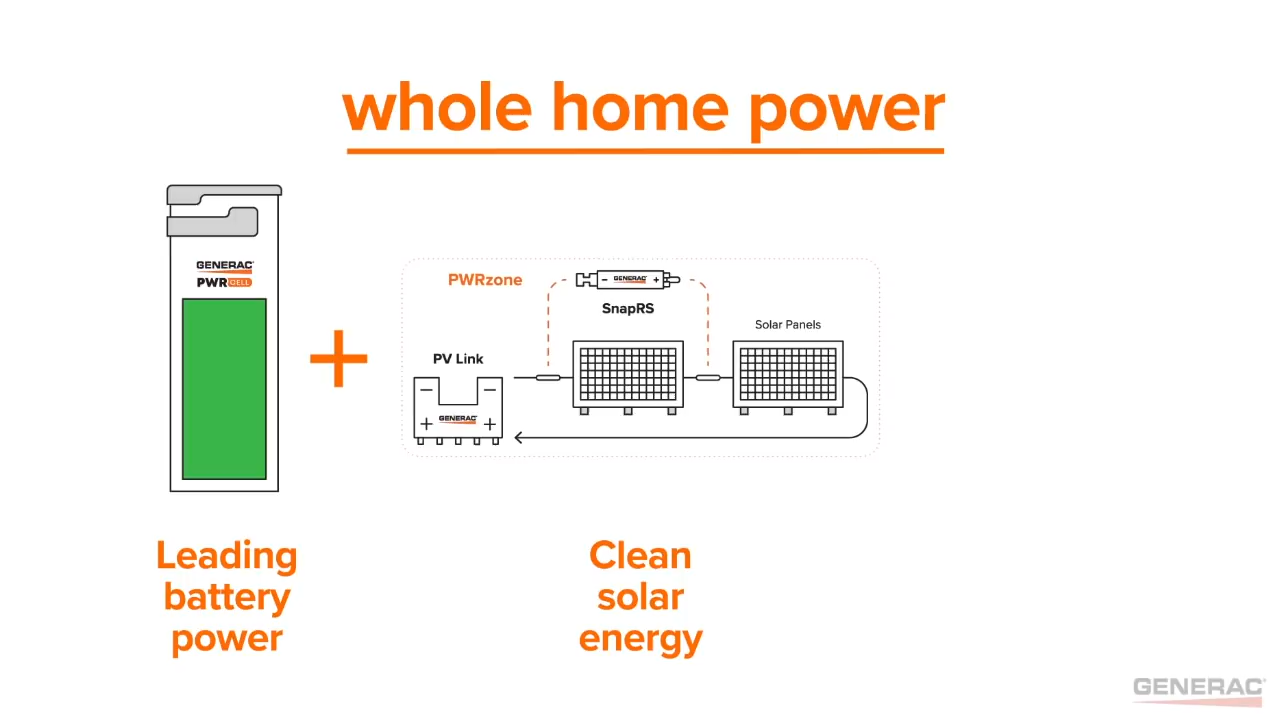 whole home power
GENERAC
PWRCELL
PWRzone
GENERAC
SnapRS
Solar Panels
PV Link
GENERAC
Leading
battery
power
Clean
solar
energy
GENERAC